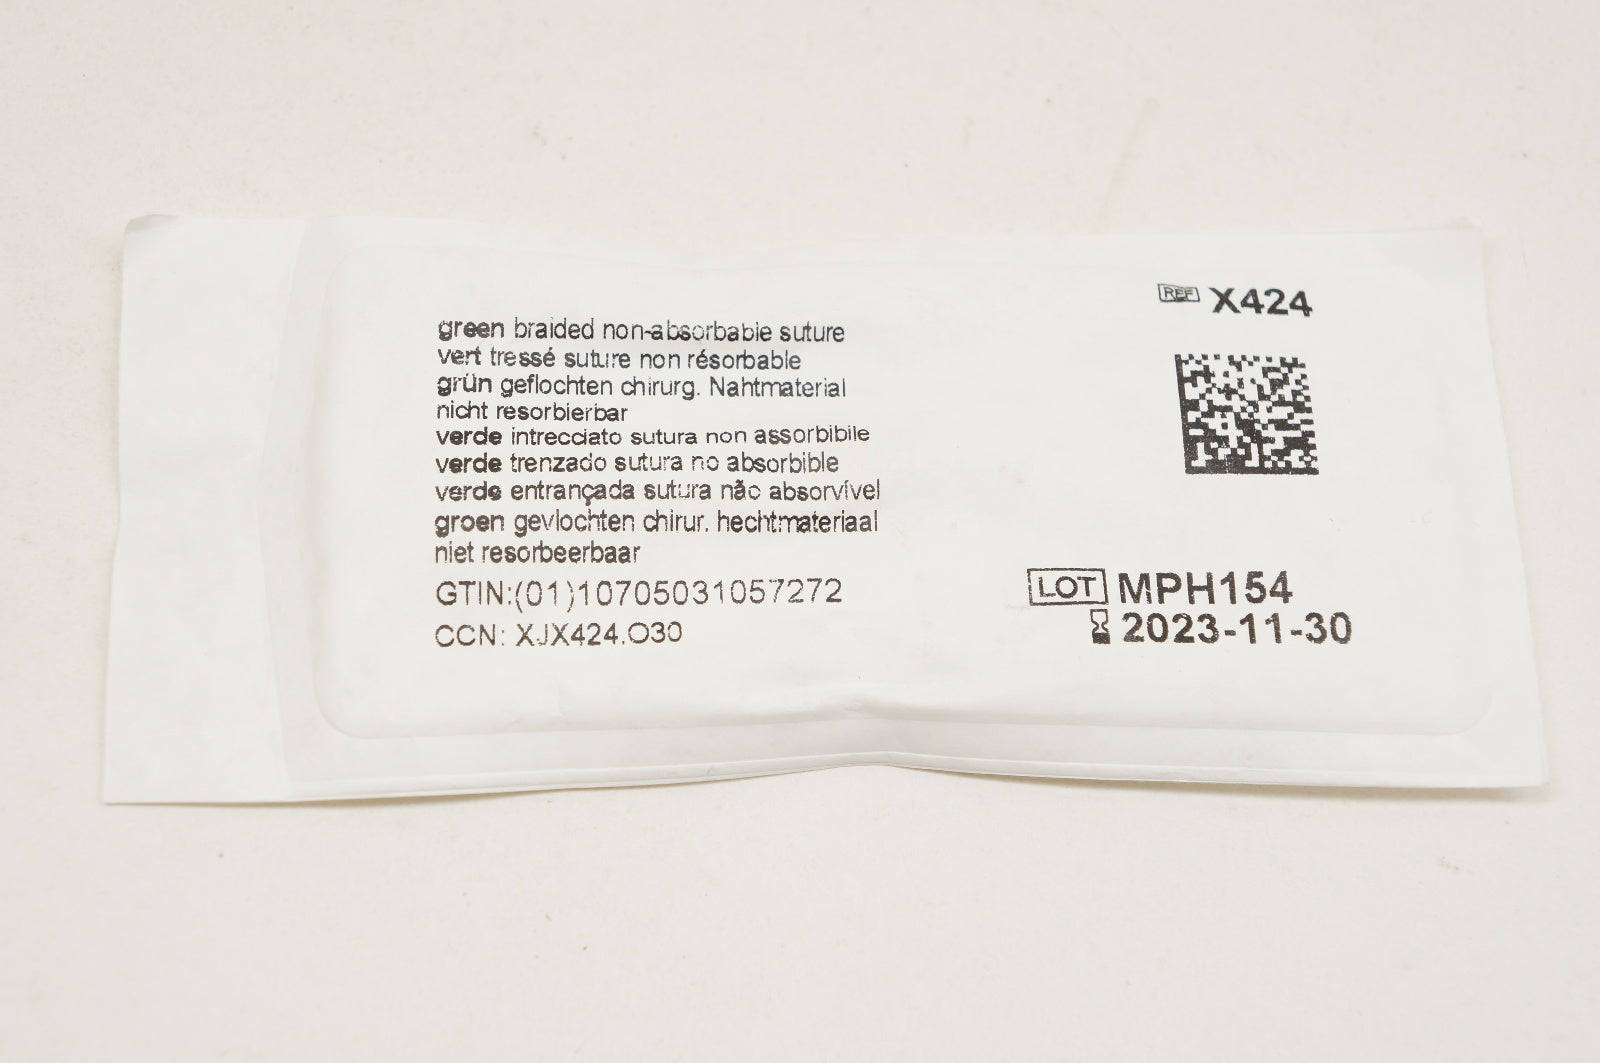 green braided non-absorbable suture
vert tressé suture non résorbable
grün geflochten chirurg. Nahtmaterial
nicht resorbierbar
verde intrecciato sutura non assorbibile
verde trenzado sutura no absorbible
verde entrançada sutura não absorvível
groen gevlochten chirur. hechtmateriaal
niet resorbeerbaar
GTIN:(01)10705031057272
CCN: XJX424.O30
REF X424
LOT MPH154
2023-11-30